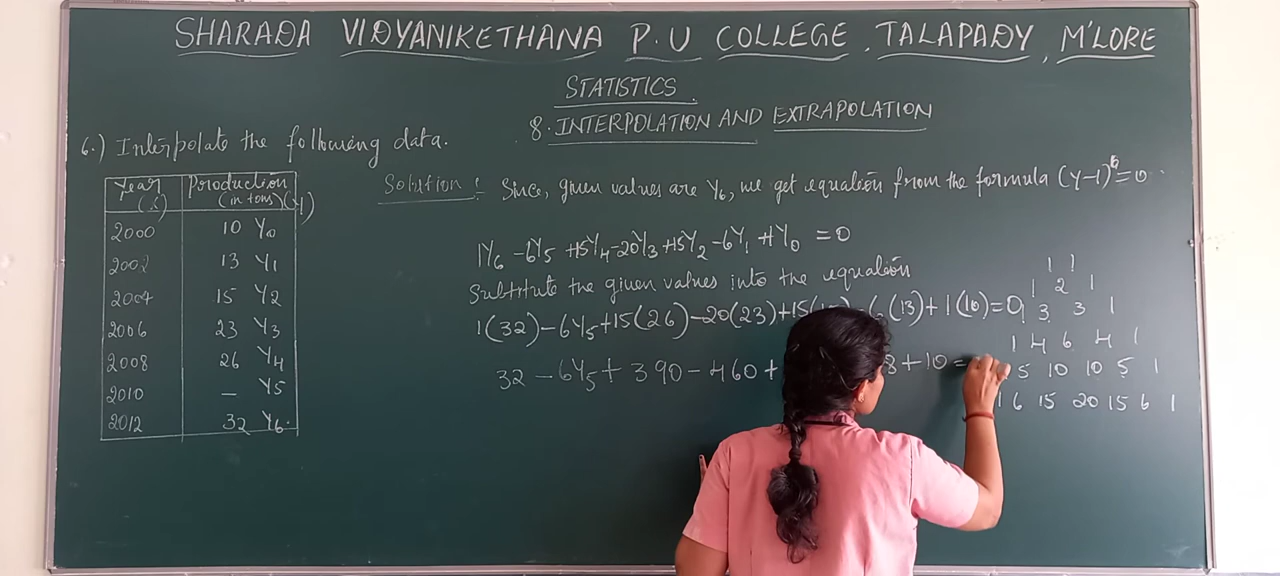 SHARADA VIDYANIKETHANA P.U COLLEGE, TALAPADY, M'LORE
STATISTICS
8. INTERPOLATION AND EXTRAPOLATION
6.) Interpolate the following data.
Year (x) Production (in tons) (y)
2000 10 Y0
2002 13 Y1
2004 15 Y2
2006 23 Y3
2008 26 Y4
2010 — Y5
2012 32 Y6.
Solution: Since, given values are Y6, we get equation from the formula (Y-1)^6=0.
1Y6 -6Y5 +15Y4 -20Y3 +15Y2 -6Y1 +1Y0 =0
Substitute the given values into the equation
1(32)-6Y5+15(26)-20(23)+15( (13)+1(10)=0
32 -6Y5+ 390-460+ 8+10=
1 1
1 2 1
3 3 1
1 4 6 4 1
5 10 10 5 1
1 6 15 20 15 6 1